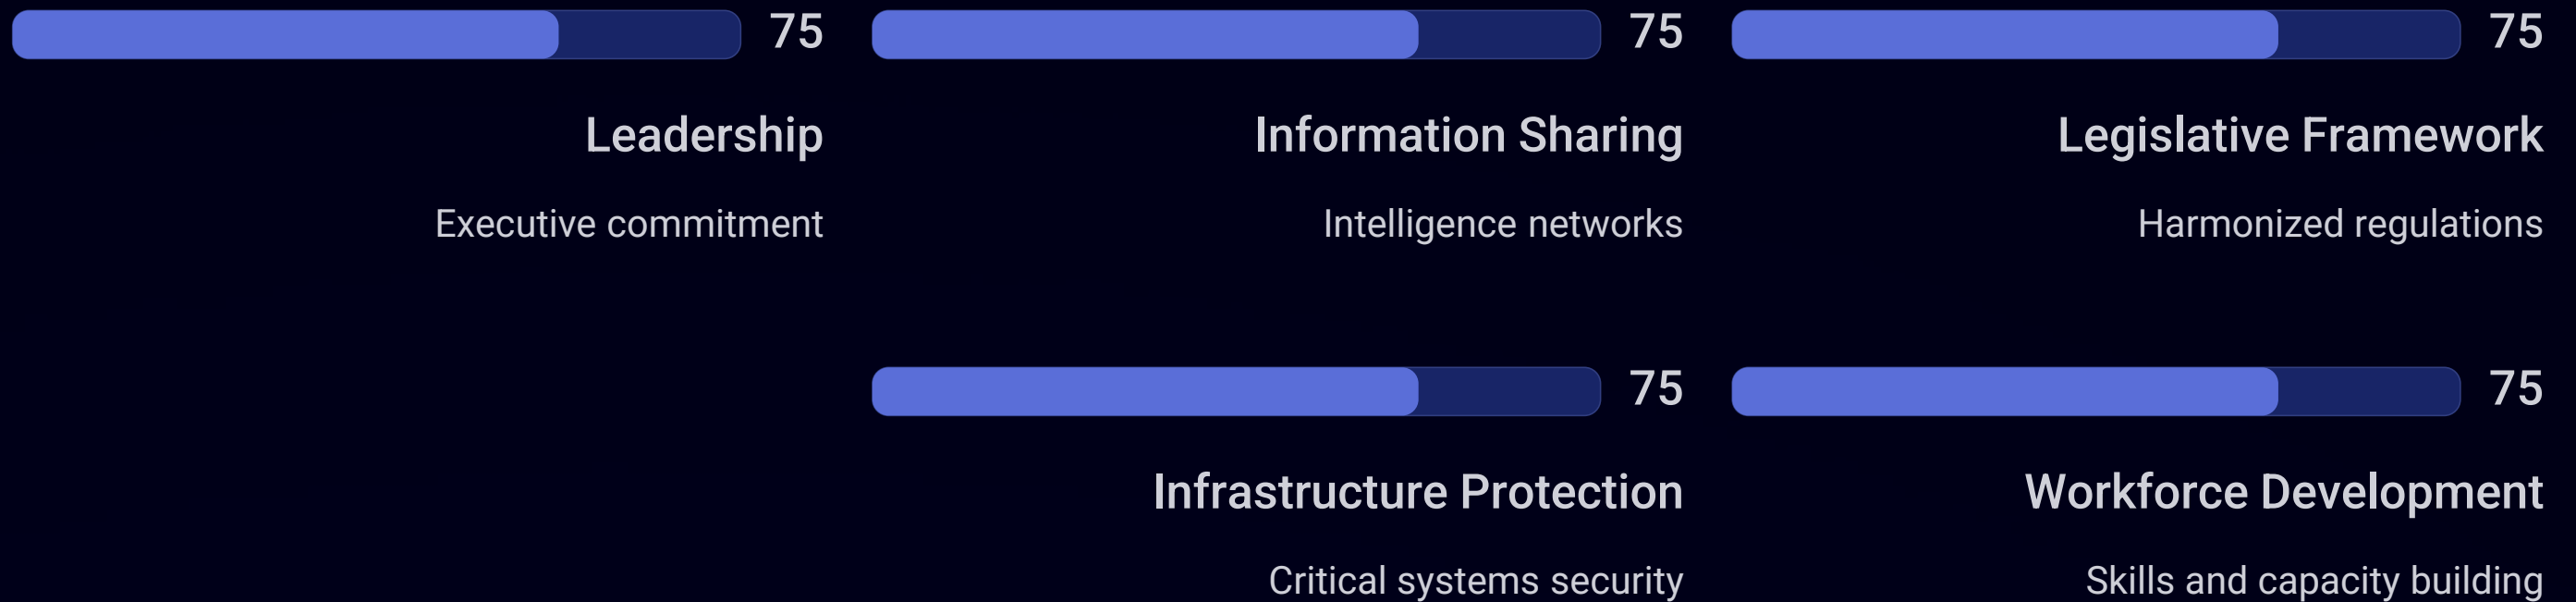 75
Leadership
Executive commitment
75
Information Sharing
Intelligence networks
75
Legislative Framework
Harmonized regulations
75
Infrastructure Protection
Critical systems security
75
Workforce Development
Skills and capacity building